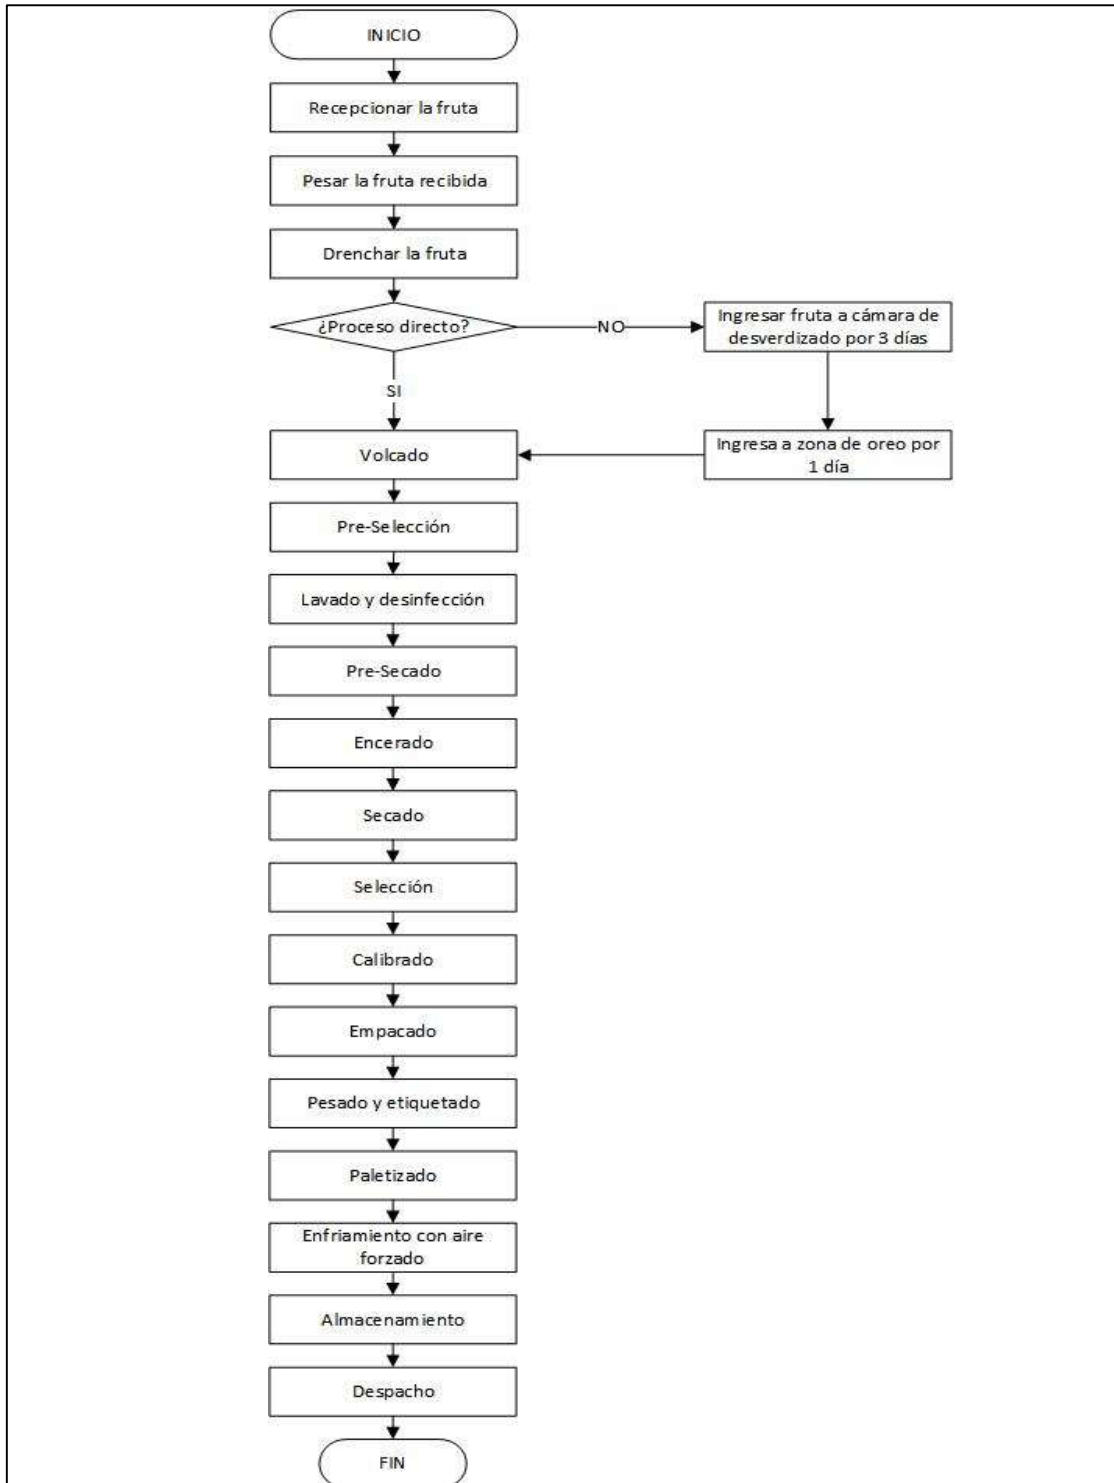 INICIO
Recepcionar la fruta
Pesar la fruta recibida
Drenchar la fruta
¿Proceso directo?
NO
Ingresar fruta a cámara de
desverdizado por 3 días
SI
Ingresa a zona de oreo por
1 día
Volcado
Pre-Selección
Lavado y desinfección
Pre-Secado
Encerado
Secado
Selección
Calibrado
Empacado
Pesado y etiquetado
Paletizado
Enfriamiento con aire
forzado
Almacenamiento
Despacho
FIN